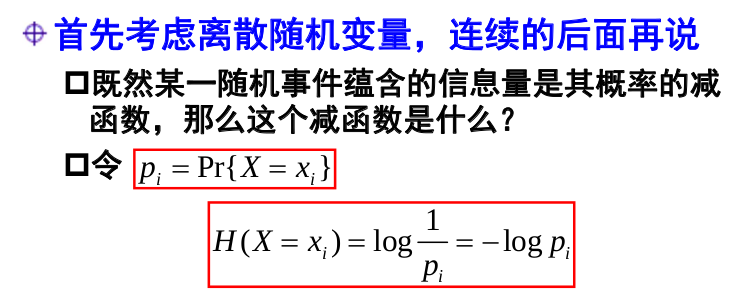 首先考虑离散随机变量，连续的后面再说
既然某一随机事件蕴含的信息量是其概率的减
函数，那么这个减函数是什么？
令 p_i = Pr{X = x_i}
H(X = x_i) = log 1/p_i = −log p_i